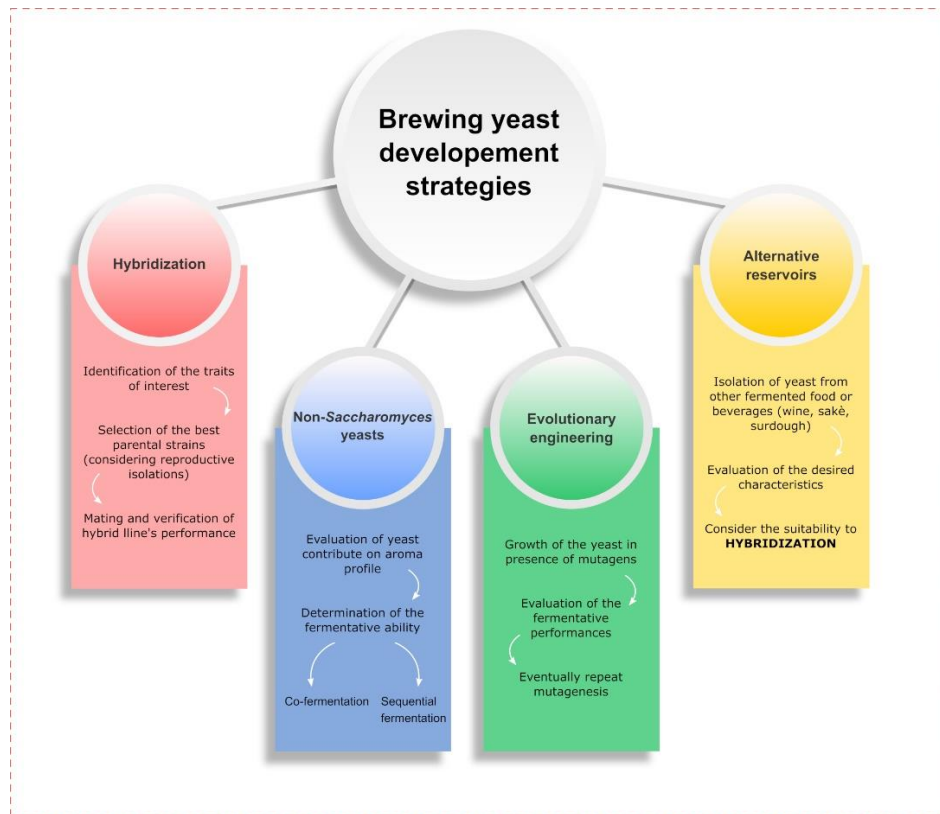 Brewing yeast
developement
strategies
Hybridization
Identification of the traits
of interest
Selection of the best
parental strains
(considering reproductive
isolations)
Mating and verification of
hybrid lline's performance
Non-Saccharomyces
yeasts
Evaluation of yeast
contribute on aroma
profile
Determination of the
fermentative ability
Co-fermentation
Sequential
fermentation
Evolutionary
engineering
Growth of the yeast in
presence of mutagens
Evaluation of the
fermentative
performances
Eventually repeat
mutagenesis
Alternative
reservoirs
Isolation of yeast from
other fermented food or
beverages (wine, sakè,
surdough)
Evaluation of the desired
characteristics
Consider the suitability to
HYBRIDIZATION